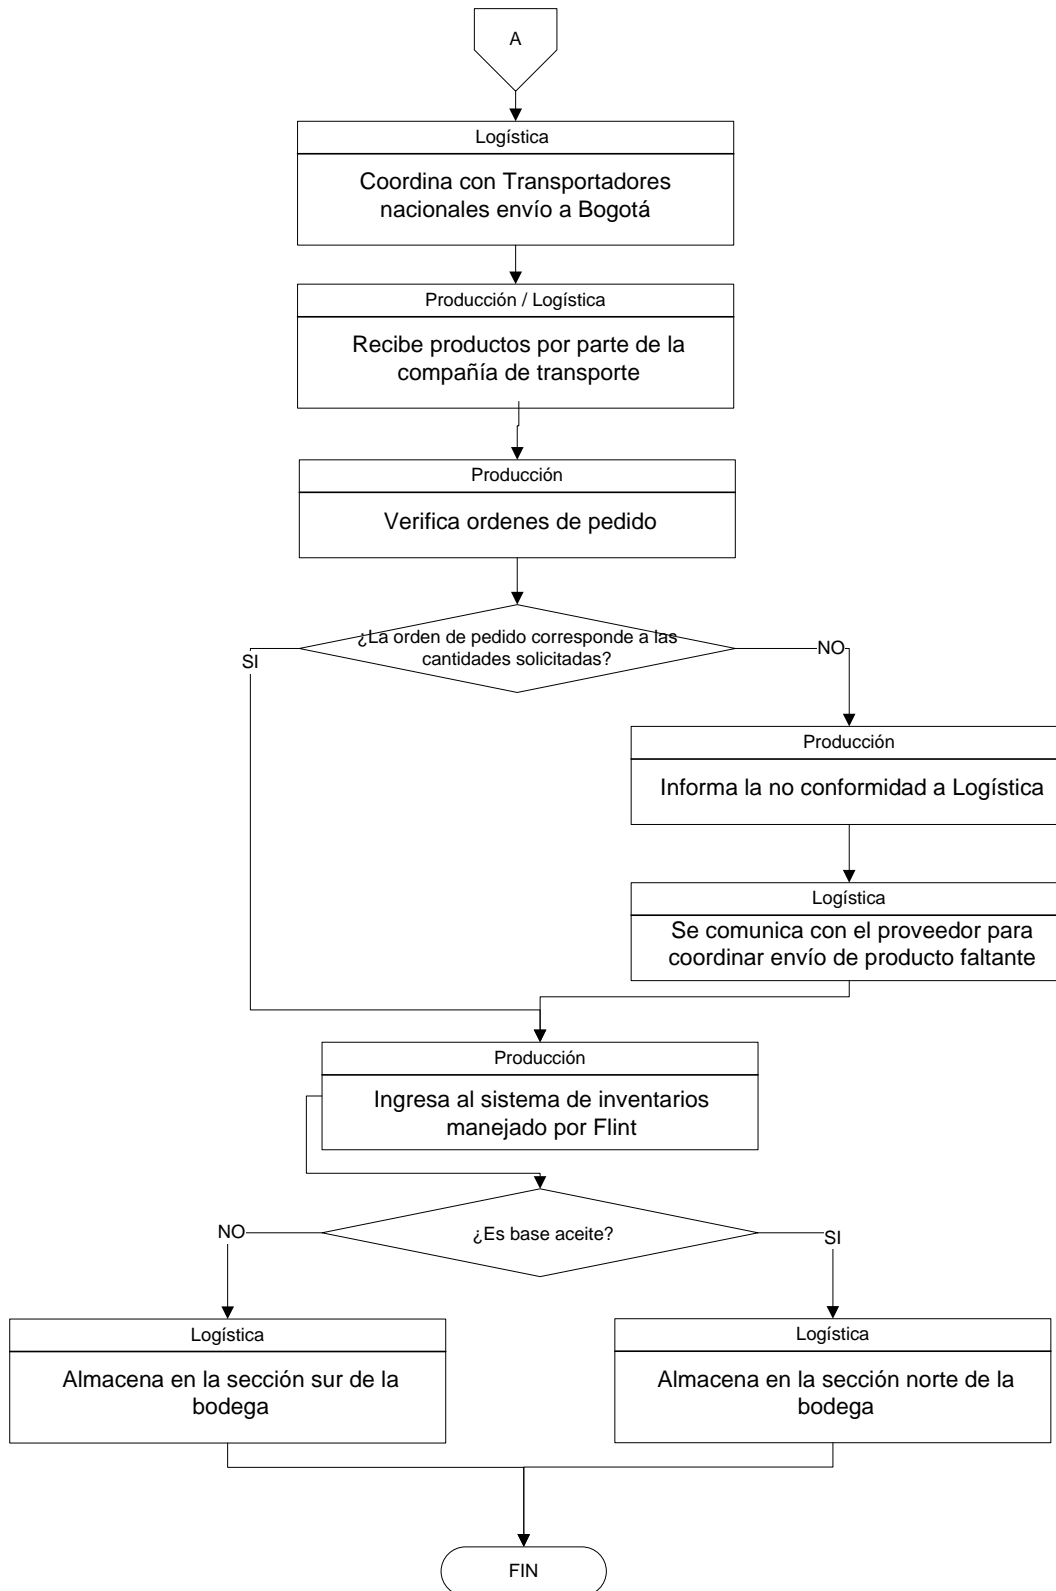 A
Logística
Coordina con Transportadores
nacionales envío a Bogotá
Producción / Logística
Recibe productos por parte de la
compañía de transporte
Producción
Verifica ordenes de pedido
¿La orden de pedido corresponde a las
cantidades solicitadas?
SI
NO
Producción
Informa la no conformidad a Logística
Logística
Se comunica con el proveedor para
coordinar envío de producto faltante
Producción
Ingresa al sistema de inventarios
manejado por Flint
¿Es base aceite?
NO
SI
Logística
Almacena en la sección sur de la
bodega
Logística
Almacena en la sección norte de la
bodega
FIN